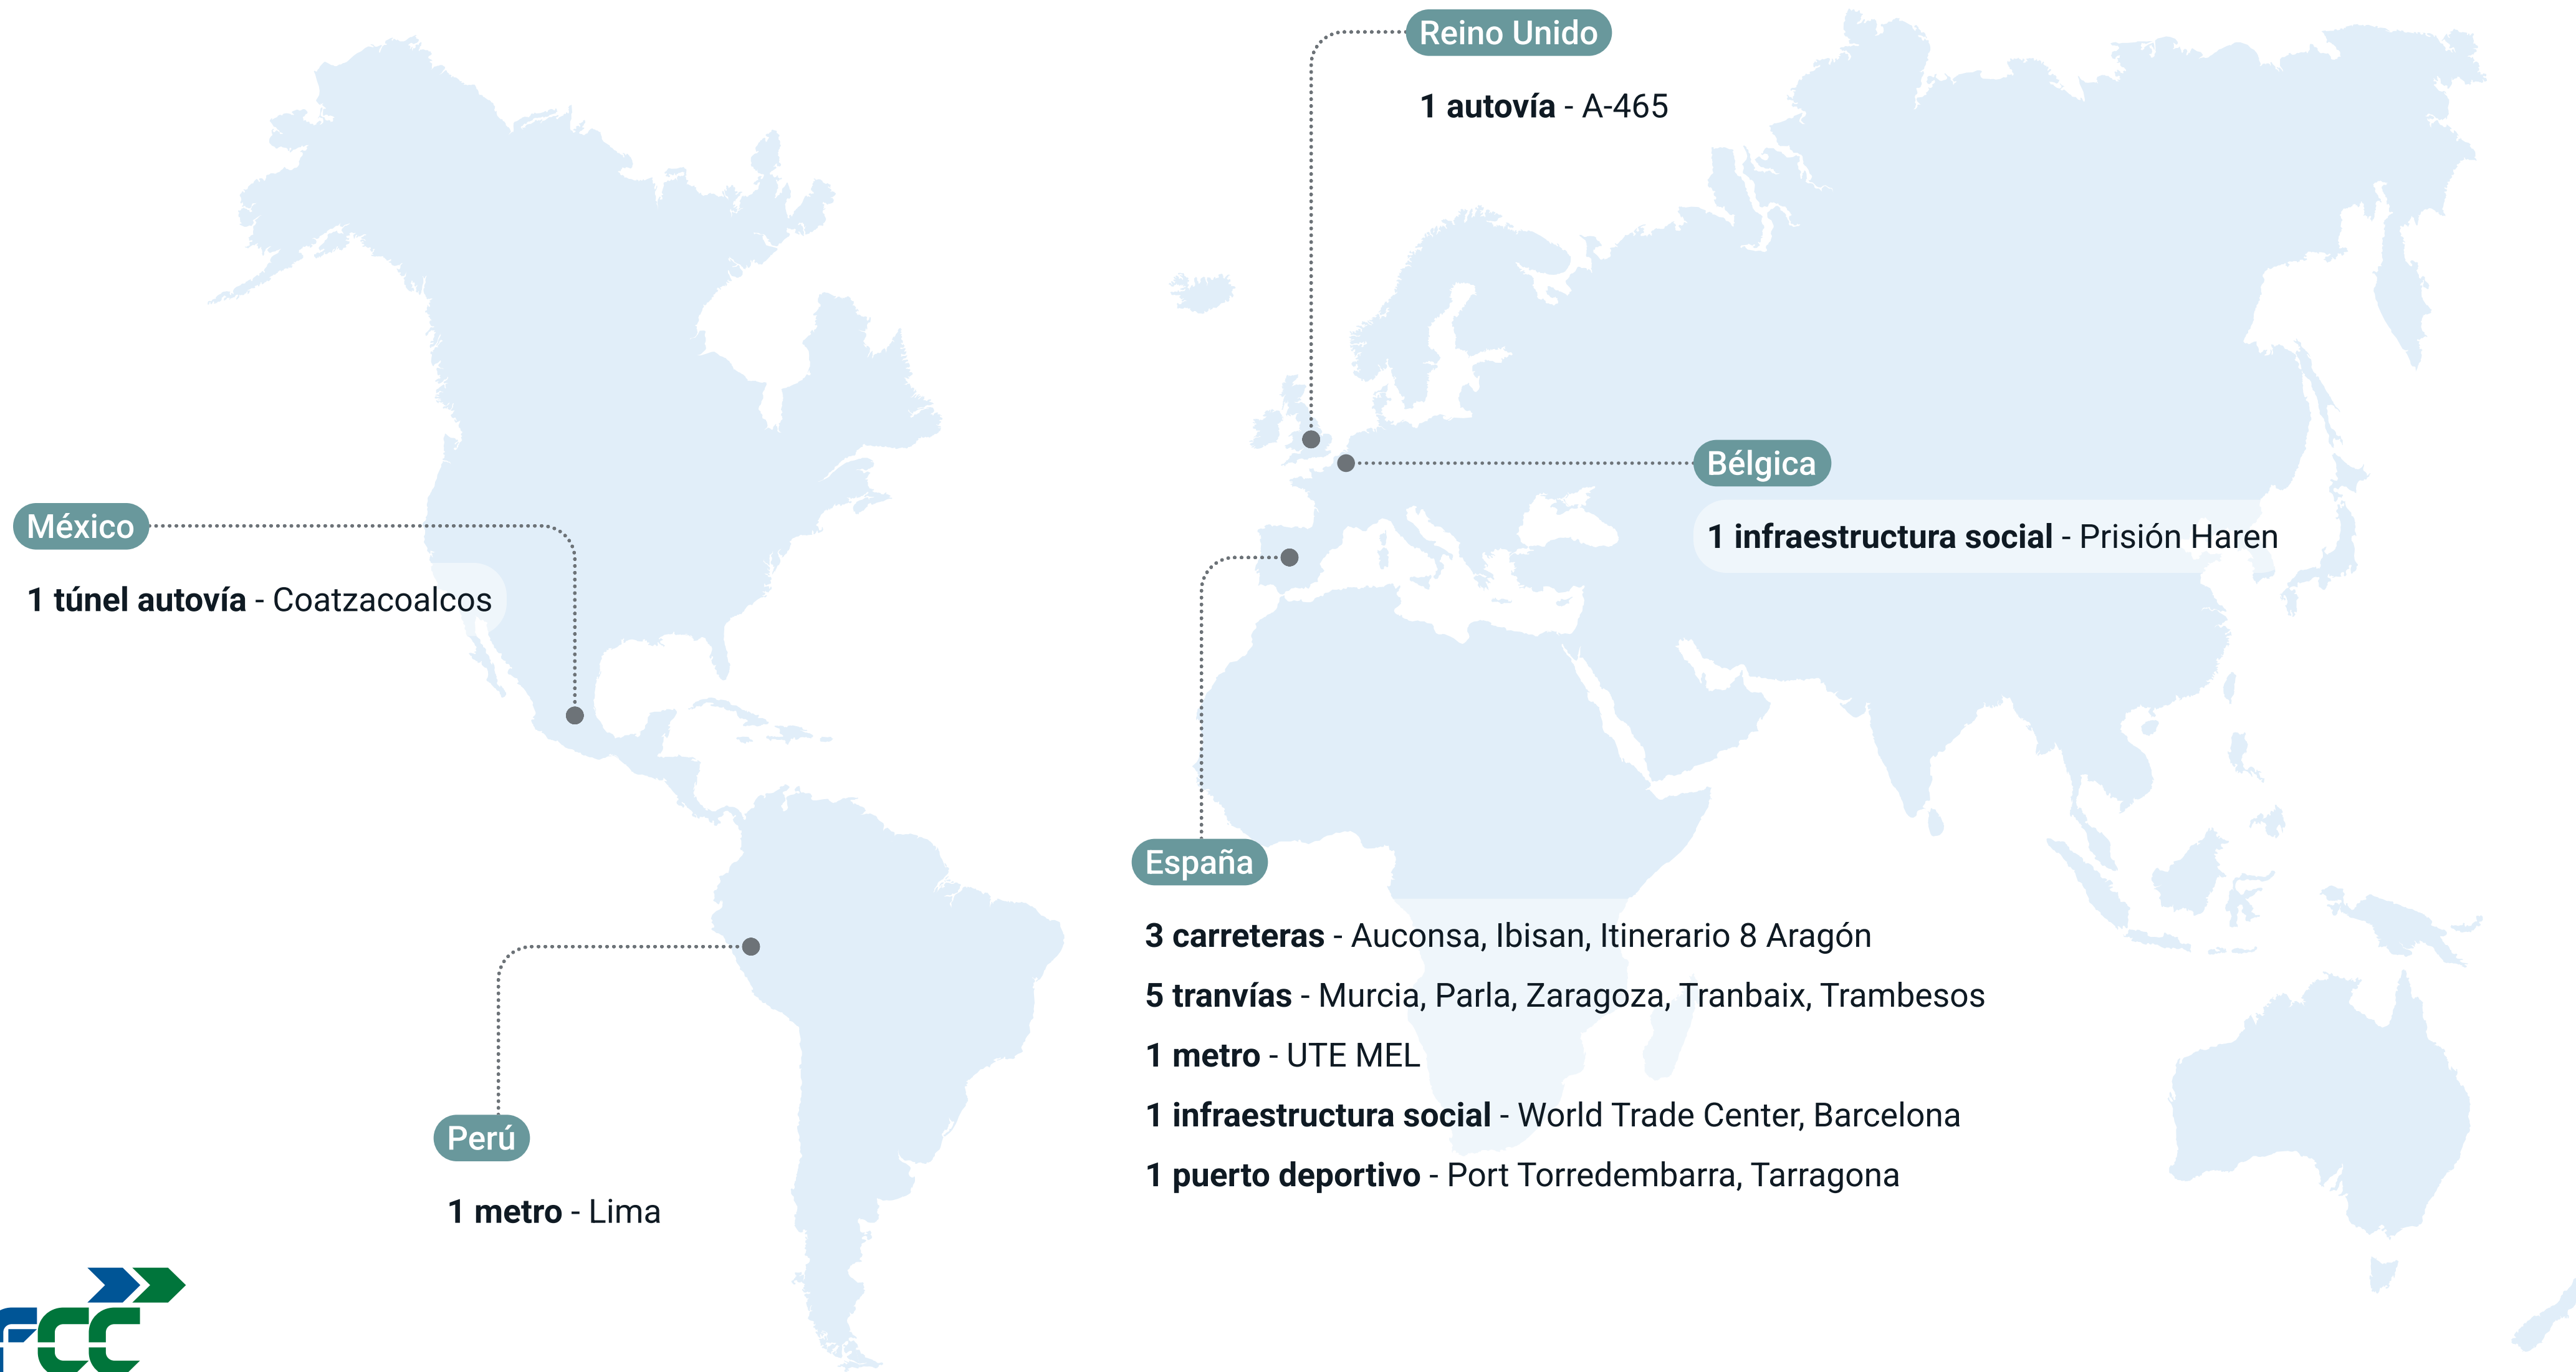 Reino Unido
1 autovía - A-465
Bélgica
1 infraestructura social - Prisión Haren
México
1 túnel autovía - Coatzacoalcos
España
3 carreteras - Auconsa, Ibisan, Itinerario 8 Aragón
5 tranvías - Murcia, Parla, Zaragoza, Tranbaix, Trambesos
1 metro - UTE MEL
1 infraestructura social - World Trade Center, Barcelona
1 puerto deportivo - Port Torredembarra, Tarragona
Perú
1 metro - Lima
FCC